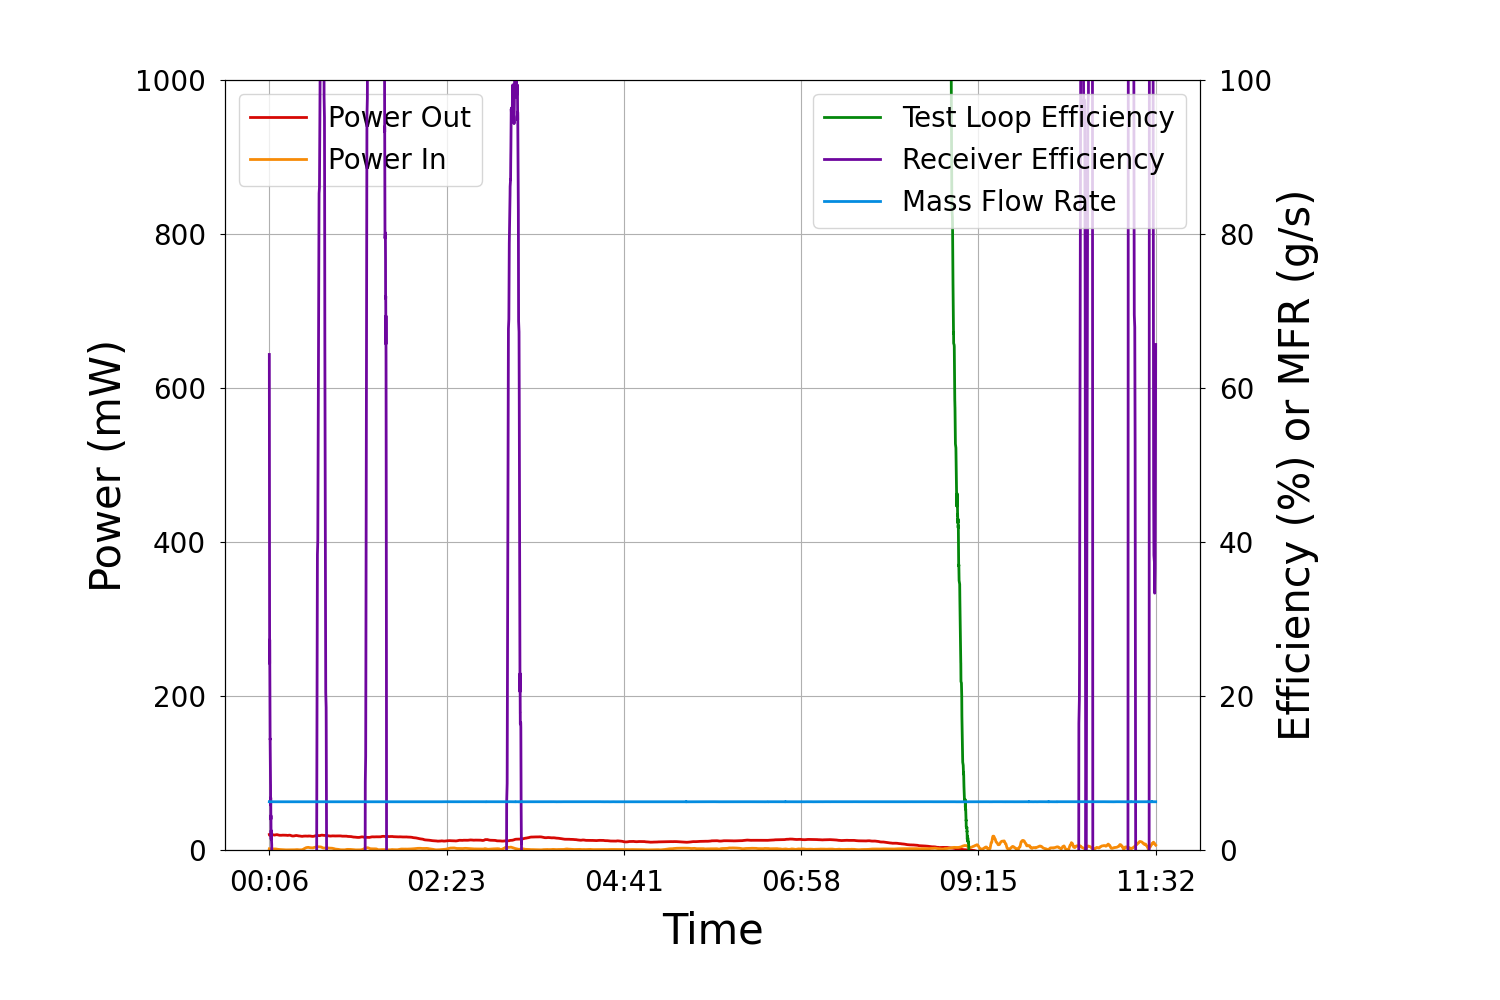 1000
800
600
400
200
0
Power (mW)
Power Out
Power In
Test Loop Efficiency
Receiver Efficiency
Mass Flow Rate
100
80
60
40
20
0
Efficiency (%) or MFR (g/s)
00:06 02:23 04:41 06:58 09:15 11:32
Time